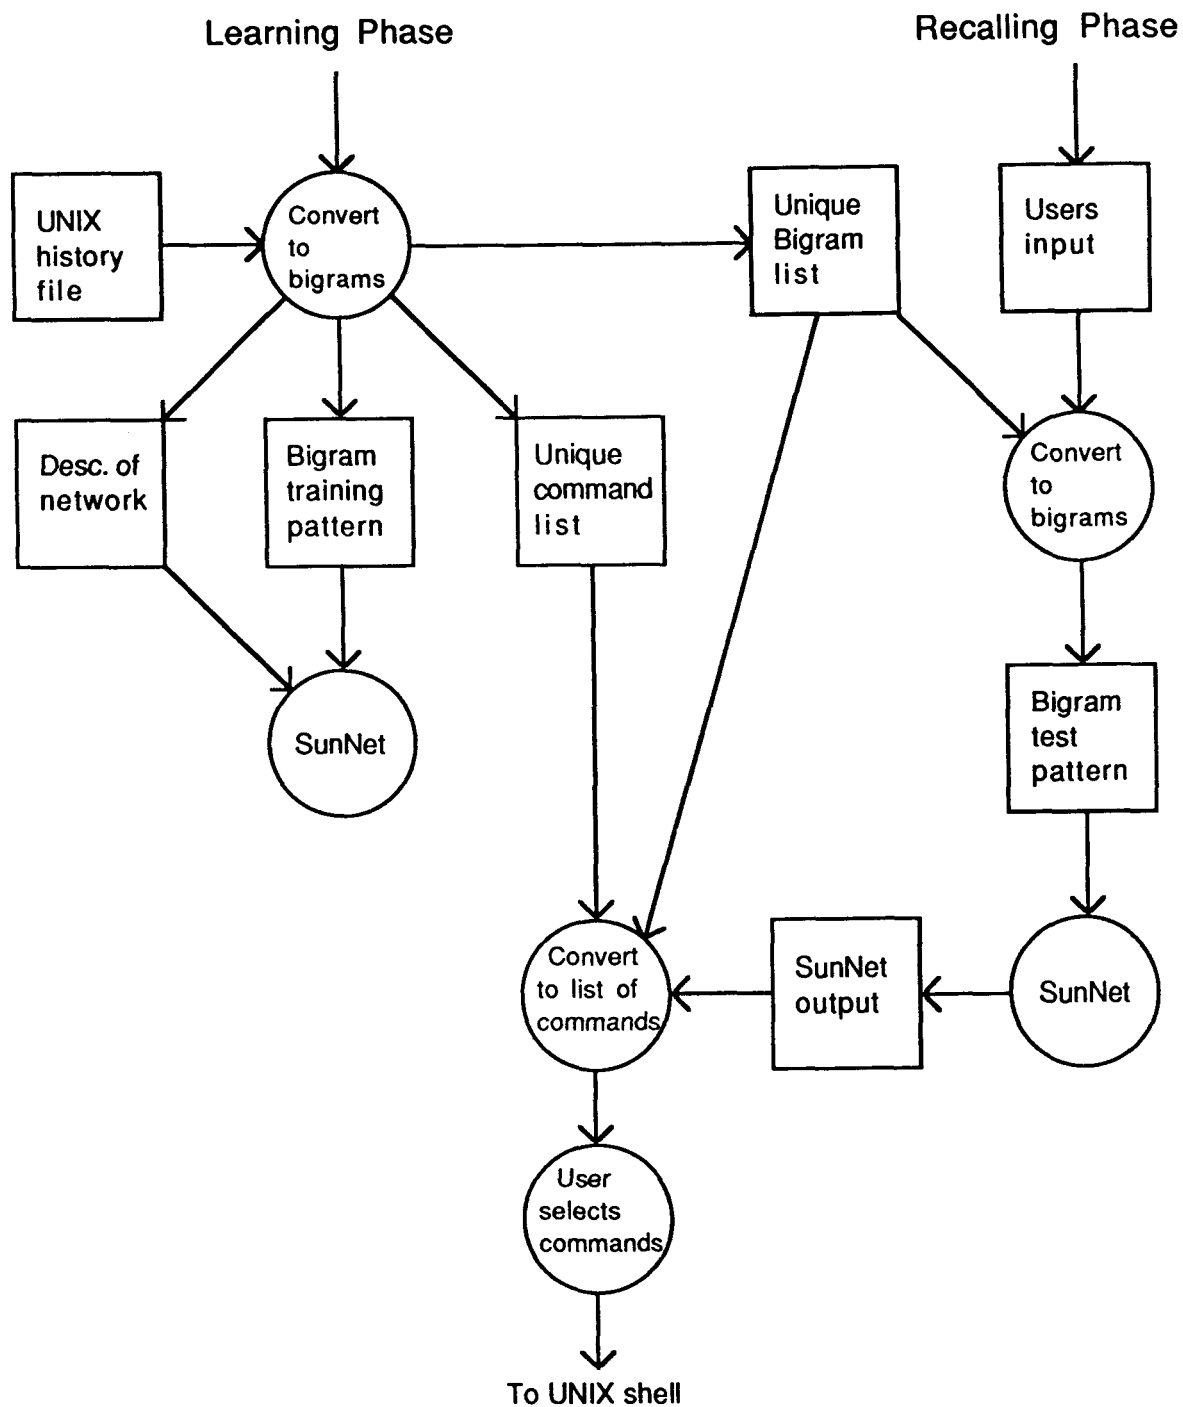 Learning Phase
Recalling Phase
UNIX
history
file
Convert
to
bigrams
Unique
Bigram
list
Users
input
Desc. of
network
Bigram
training
pattern
Unique
command
list
Convert
to
bigrams
SunNet
Bigram
test
pattern
Convert
to list of
commands
SunNet
output
SunNet
User
selects
commands
To UNIX shell